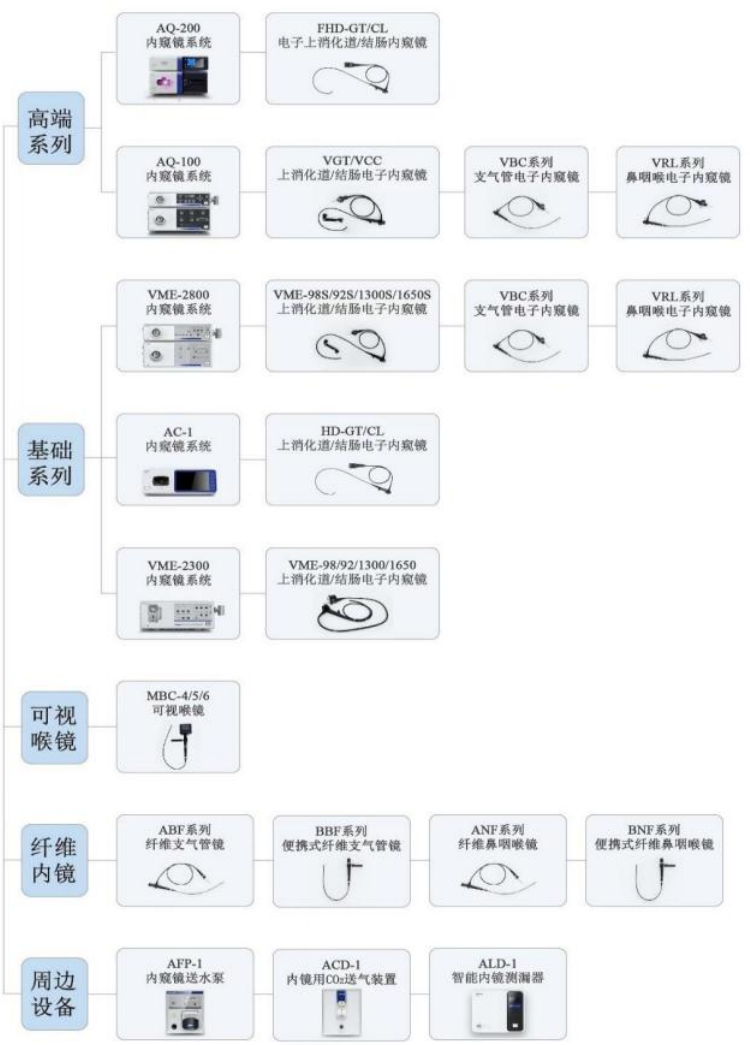 高端
系列
AQ-200
内窥镜系统
FHD-GT/CL
电子上消化道/结肠内窥镜
AQ-100
内窥镜系统
VGT/VCC
上消化道/结肠电子内窥镜
VBC系列
支气管电子内窥镜
VRL系列
鼻咽喉电子内窥镜
基础
系列
VME-2800
内窥镜系统
VME-98S/92S/1300S/1650S
上消化道/结肠电子内窥镜
VBC系列
支气管电子内窥镜
VRL系列
鼻咽喉电子内窥镜
AC-1
内窥镜系统
HD-GT/CL
上消化道/结肠电子内窥镜
VME-2300
内窥镜系统
VME-98/92/1300/1650
上消化道/结肠电子内窥镜
可视
喉镜
MBC-4/5/6
可视喉镜
纤维
内镜
ABF系列
纤维支气管镜
BBF系列
便携式纤维支气管镜
ANF系列
纤维鼻咽喉镜
BNF系列
便携式纤维鼻咽喉镜
周边
设备
AFP-1
内窥镜送水泵
ACD-1
内镜用CO₂送气装置
ALD-1
智能内镜测漏器